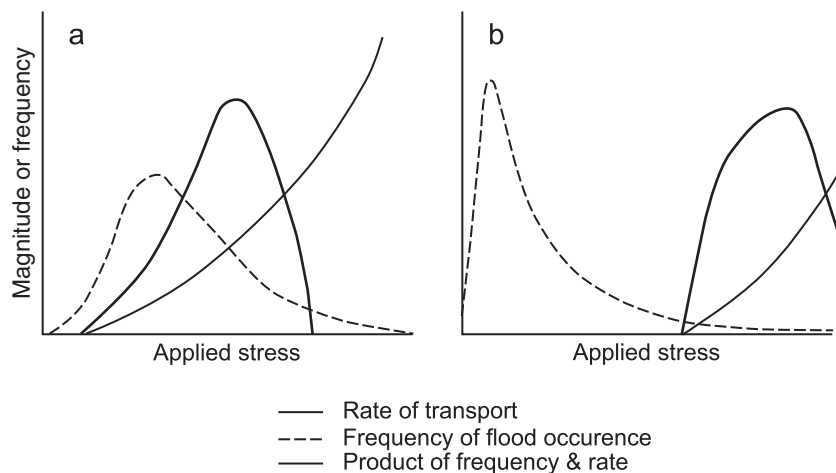 a
b
Magnitude or frequency
Applied stress
Applied stress
Rate of transport
Frequency of flood occurence
Product of frequency & rate